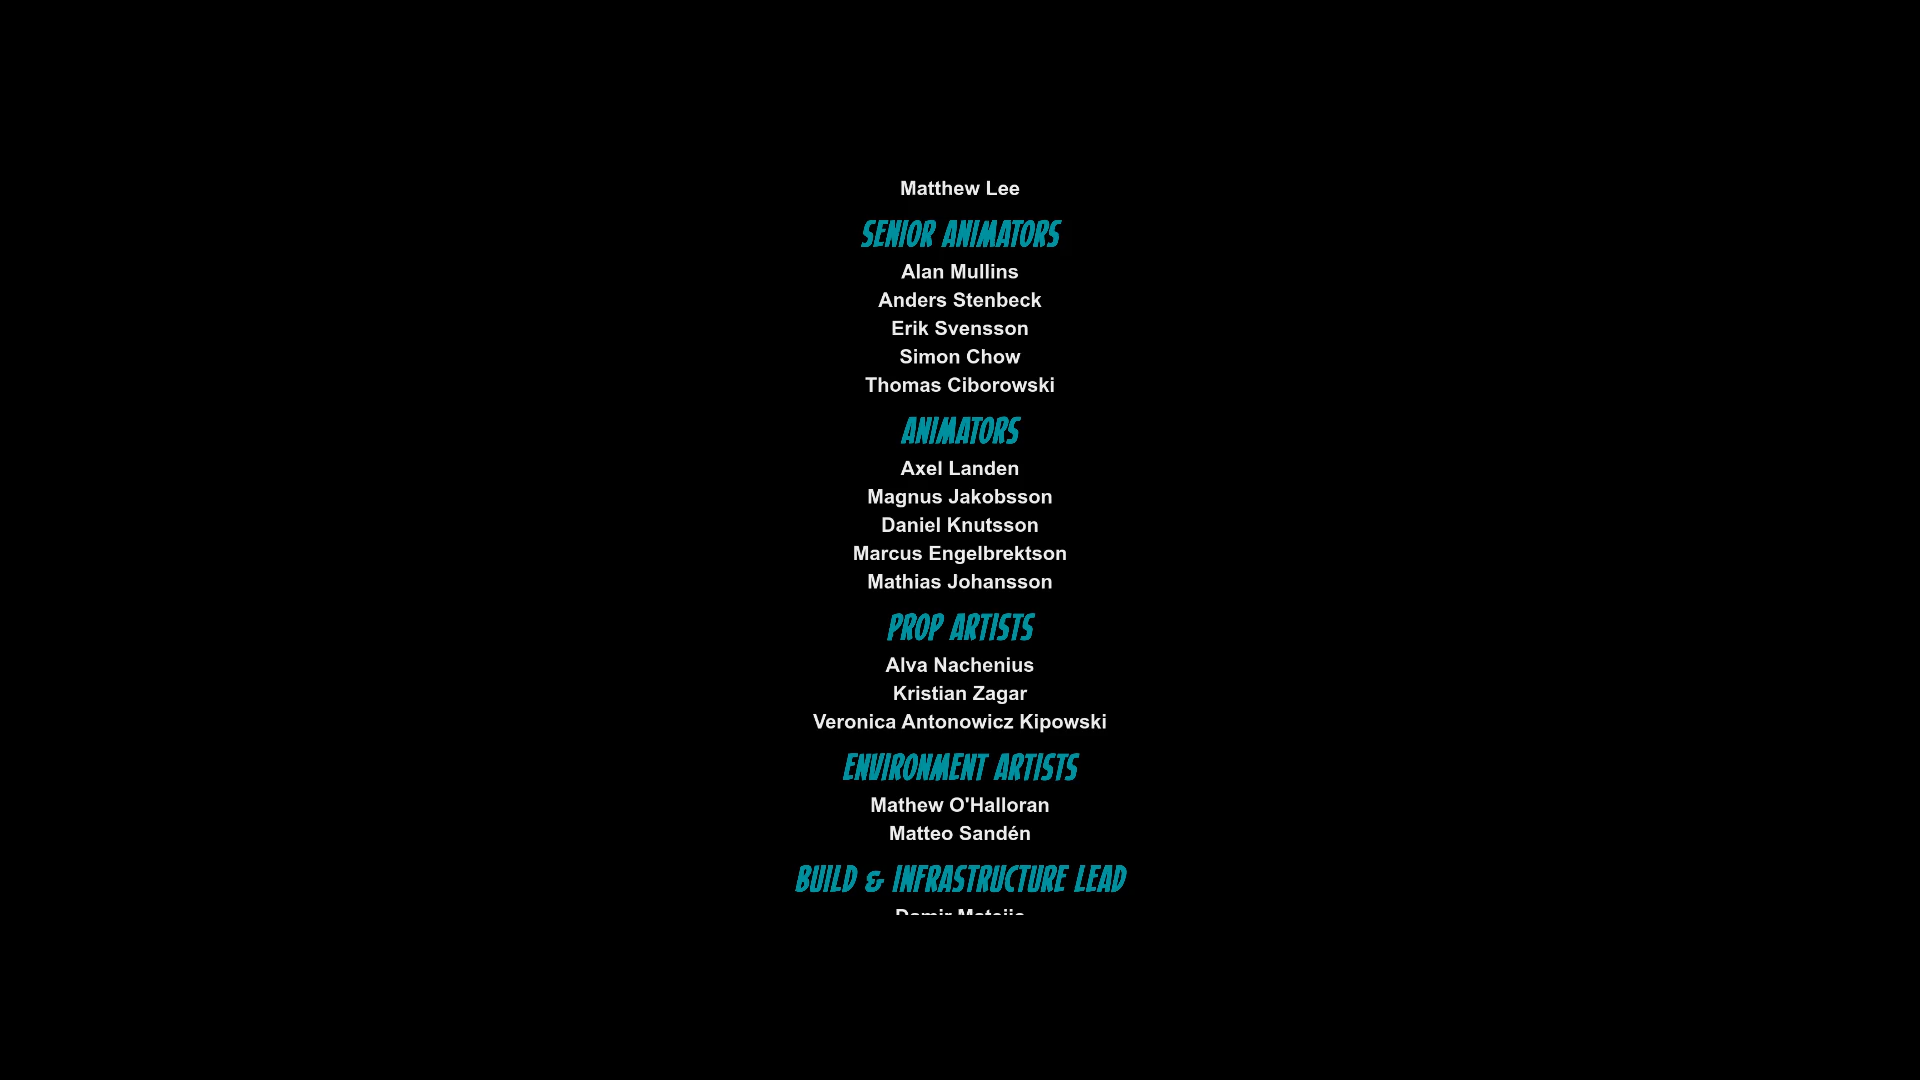 Matthew Lee
SENIOR ANIMATORS
Alan Mullins
Anders Stenbeck
Erik Svensson
Simon Chow
Thomas Ciborowski
ANIMATORS
Axel Landen
Magnus Jakobsson
Daniel Knutsson
Marcus Engelbrektson
Mathias Johansson
PROP ARTISTS
Alva Nachenius
Kristian Zagar
Veronica Antonowicz Kipowski
ENVIRONMENT ARTISTS
Mathew O'Halloran
Matteo Sandén
BUILD & INFRASTRUCTURE LEAD